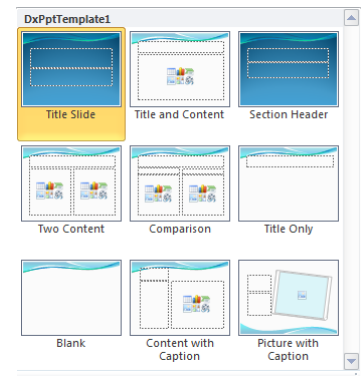 DxPptTemplate1
Title Slide
Title and Content
Section Header
Two Content
Comparison
Title Only
Blank
Content with
Caption
Picture with
Caption